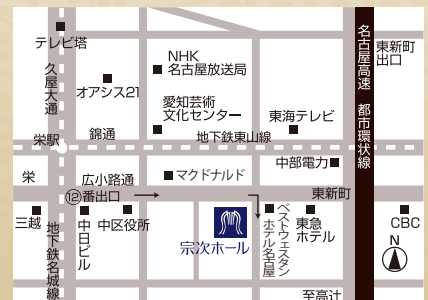 テレビ塔
NHK
名古屋放送局
名古屋高速 都市環状線
東新町
出口
久屋大通
オアシス21
愛知芸術
文化センター
東海テレビ
栄駅
錦通
地下鉄東山線
中部電力
栄
広小路通
マクドナルド
東新町
⑫番出口
三越
地下鉄名城線
中日ビル
中区役所
宗次ホール
ベストウェスタン
ホテル名古屋
東急
ホテル
CBC
N
至高辻